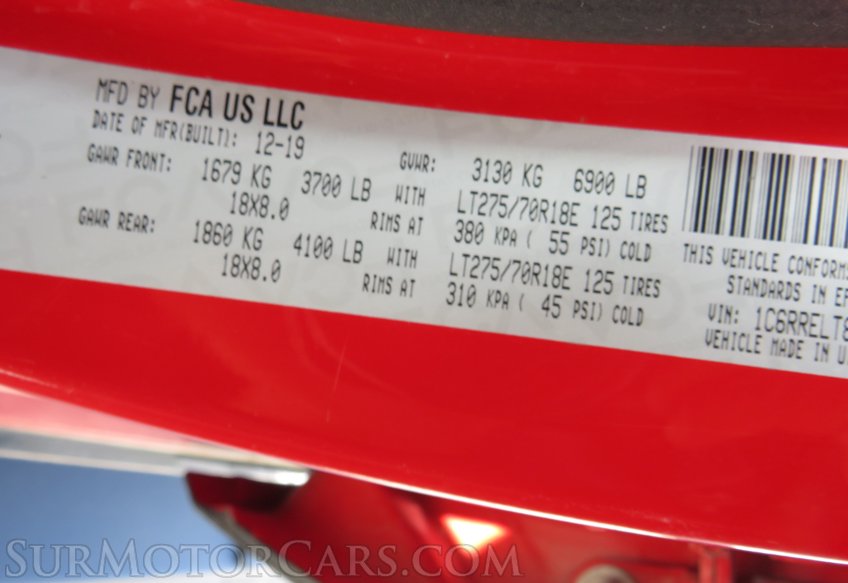 MFD BY FCA US LLC
DATE OF MFR(BUILT): 12-19
GVWR: 3130 KG 6900 LB
GAWR FRONT: 1679 KG 3700 LB WITH LT275/70R18E 125 TIRES
18X8.0 RIMS AT 380 KPA ( 55 PSI) COLD
GAWR REAR: 1860 KG 4100 LB WITH LT275/70R18E 125 TIRES
18X8.0 RIMS AT 310 KPA ( 45 PSI) COLD
THIS VEHICLE CONFORMS
STANDARDS IN EF
VIN: 1C6RRELT8
VEHICLE MADE IN U
SURMOTORCARS.COM